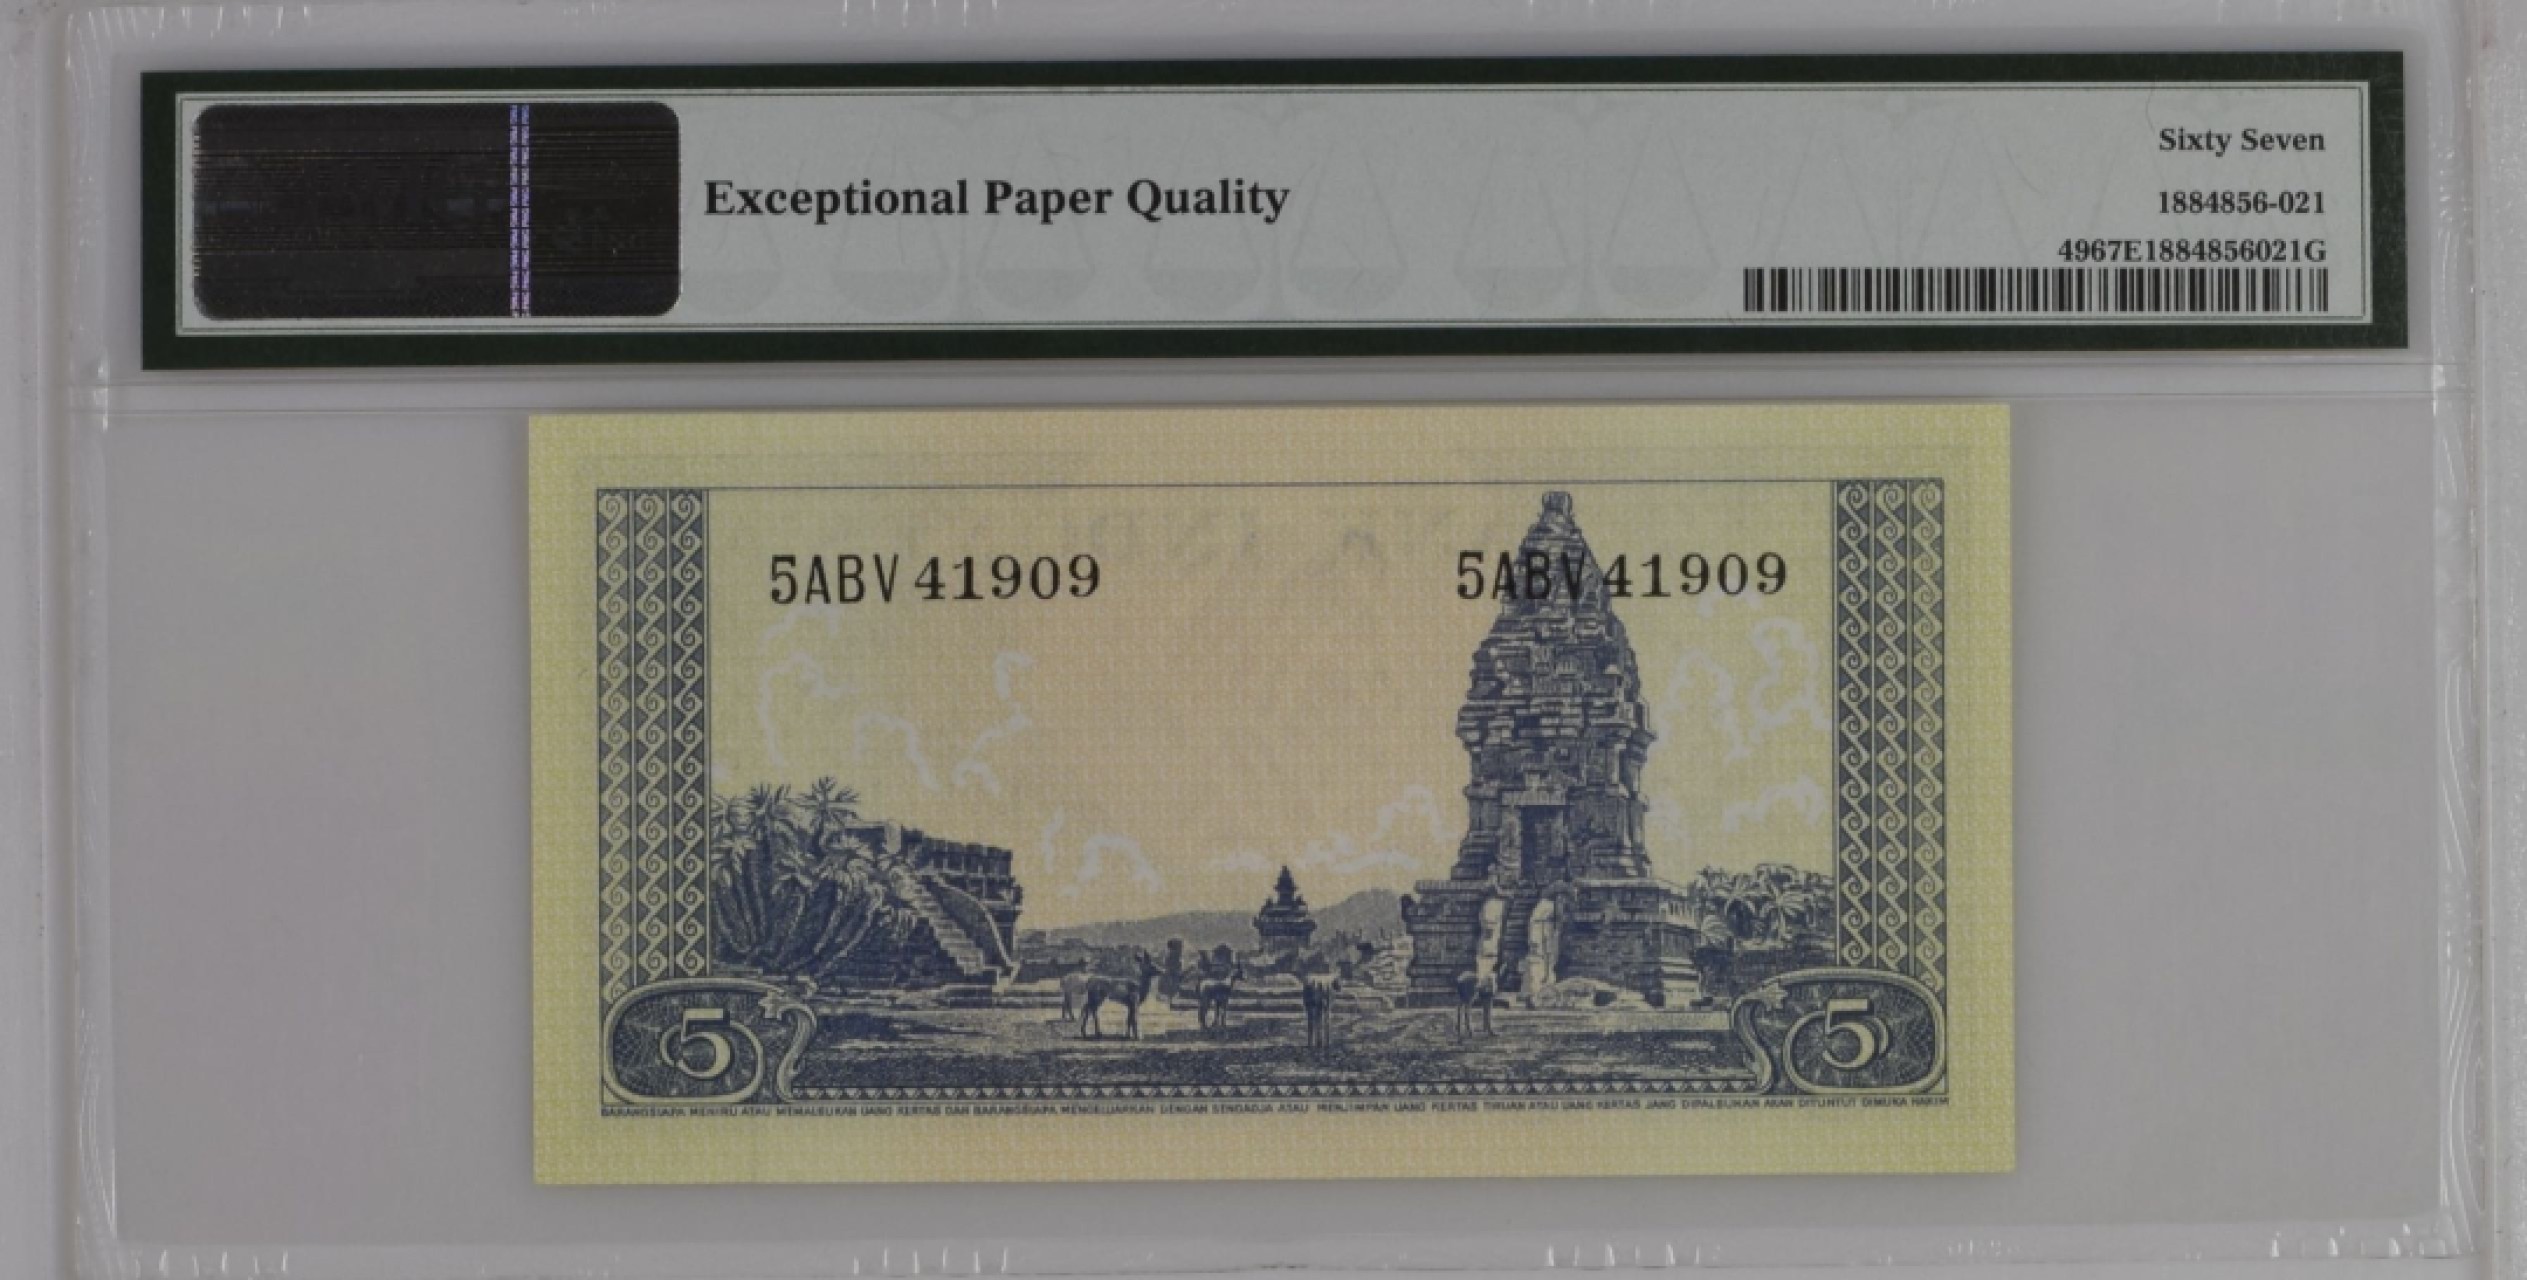 Exceptional Paper Quality
Sixty Seven
1884856-021
4967E1884856021G
5ABV 41909 5ABV 41909
5 5
BARANGSIAPA MENIRU ATAU MEMALSUKAN UANG KERTAS DAN BARANGSIAPA MENGELUARKAN DENGAN SENGADJA ATAU MENJIMPAN UANG KERTAS TIRUAN ATAU UANG KERTAS JANG DIPALSUKAN AKAN DITUNTUT DIMUKA HAKIM